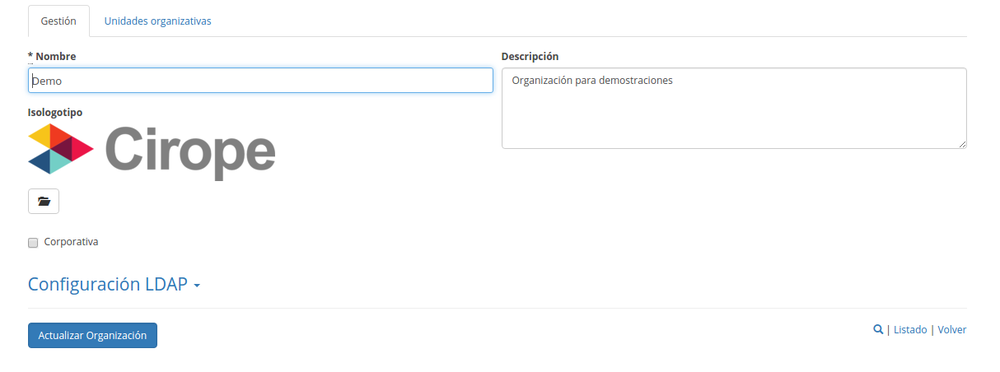 Gestión
Unidades organizativas
* Nombre
Demo
Descripción
Organización para demostraciones
Isologotipo
Cirope
Corporativa
Configuración LDAP
Actualizar Organización
| Listado | Volver